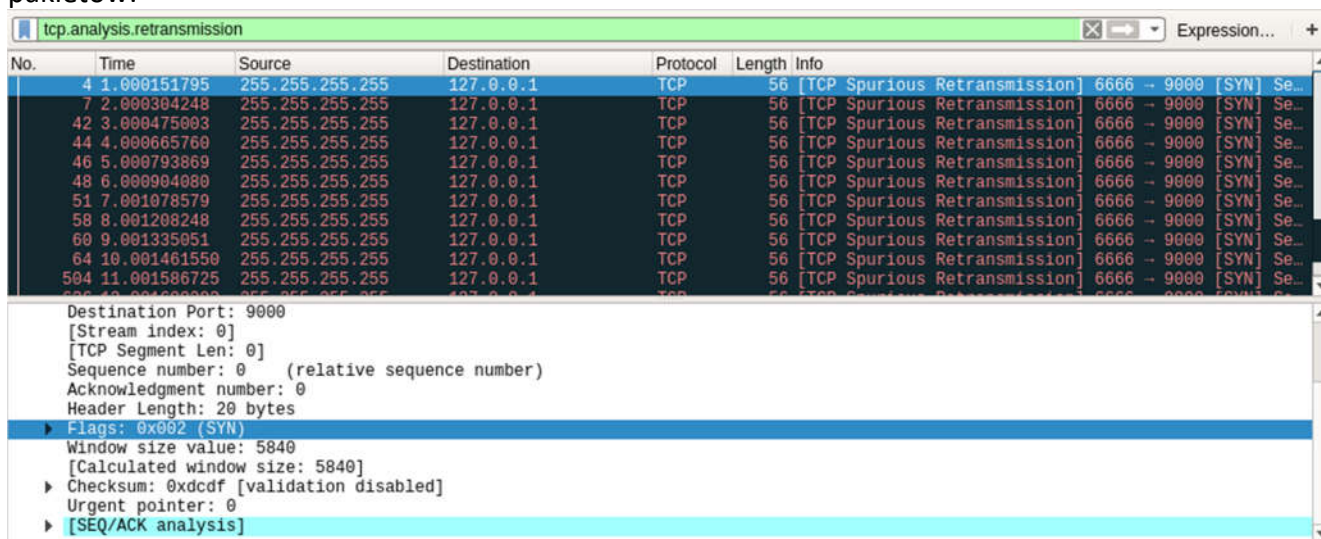 pakietów.
tcp.analysis.retransmission Expression... +
No. Time Source Destination Protocol Length Info
4 1.000151795 255.255.255.255 127.0.0.1 TCP 56 [TCP Spurious Retransmission] 6666 → 9000 [SYN] Se...
7 2.000304248 255.255.255.255 127.0.0.1 TCP 56 [TCP Spurious Retransmission] 6666 → 9000 [SYN] Se...
42 3.000475003 255.255.255.255 127.0.0.1 TCP 56 [TCP Spurious Retransmission] 6666 → 9000 [SYN] Se...
44 4.000665760 255.255.255.255 127.0.0.1 TCP 56 [TCP Spurious Retransmission] 6666 → 9000 [SYN] Se...
46 5.000793869 255.255.255.255 127.0.0.1 TCP 56 [TCP Spurious Retransmission] 6666 → 9000 [SYN] Se...
48 6.000904080 255.255.255.255 127.0.0.1 TCP 56 [TCP Spurious Retransmission] 6666 → 9000 [SYN] Se...
51 7.001078579 255.255.255.255 127.0.0.1 TCP 56 [TCP Spurious Retransmission] 6666 → 9000 [SYN] Se...
58 8.001208248 255.255.255.255 127.0.0.1 TCP 56 [TCP Spurious Retransmission] 6666 → 9000 [SYN] Se...
60 9.001335051 255.255.255.255 127.0.0.1 TCP 56 [TCP Spurious Retransmission] 6666 → 9000 [SYN] Se...
64 10.001461550 255.255.255.255 127.0.0.1 TCP 56 [TCP Spurious Retransmission] 6666 → 9000 [SYN] Se...
504 11.001586725 255.255.255.255 127.0.0.1 TCP 56 [TCP Spurious Retransmission] 6666 → 9000 [SYN] Se...
Destination Port: 9000
[Stream index: 0]
[TCP Segment Len: 0]
Sequence number: 0 (relative sequence number)
Acknowledgment number: 0
Header Length: 20 bytes
Flags: 0x002 (SYN)
Window size value: 5840
[Calculated window size: 5840]
Checksum: 0xdcdf [validation disabled]
Urgent pointer: 0
[SEQ/ACK analysis]